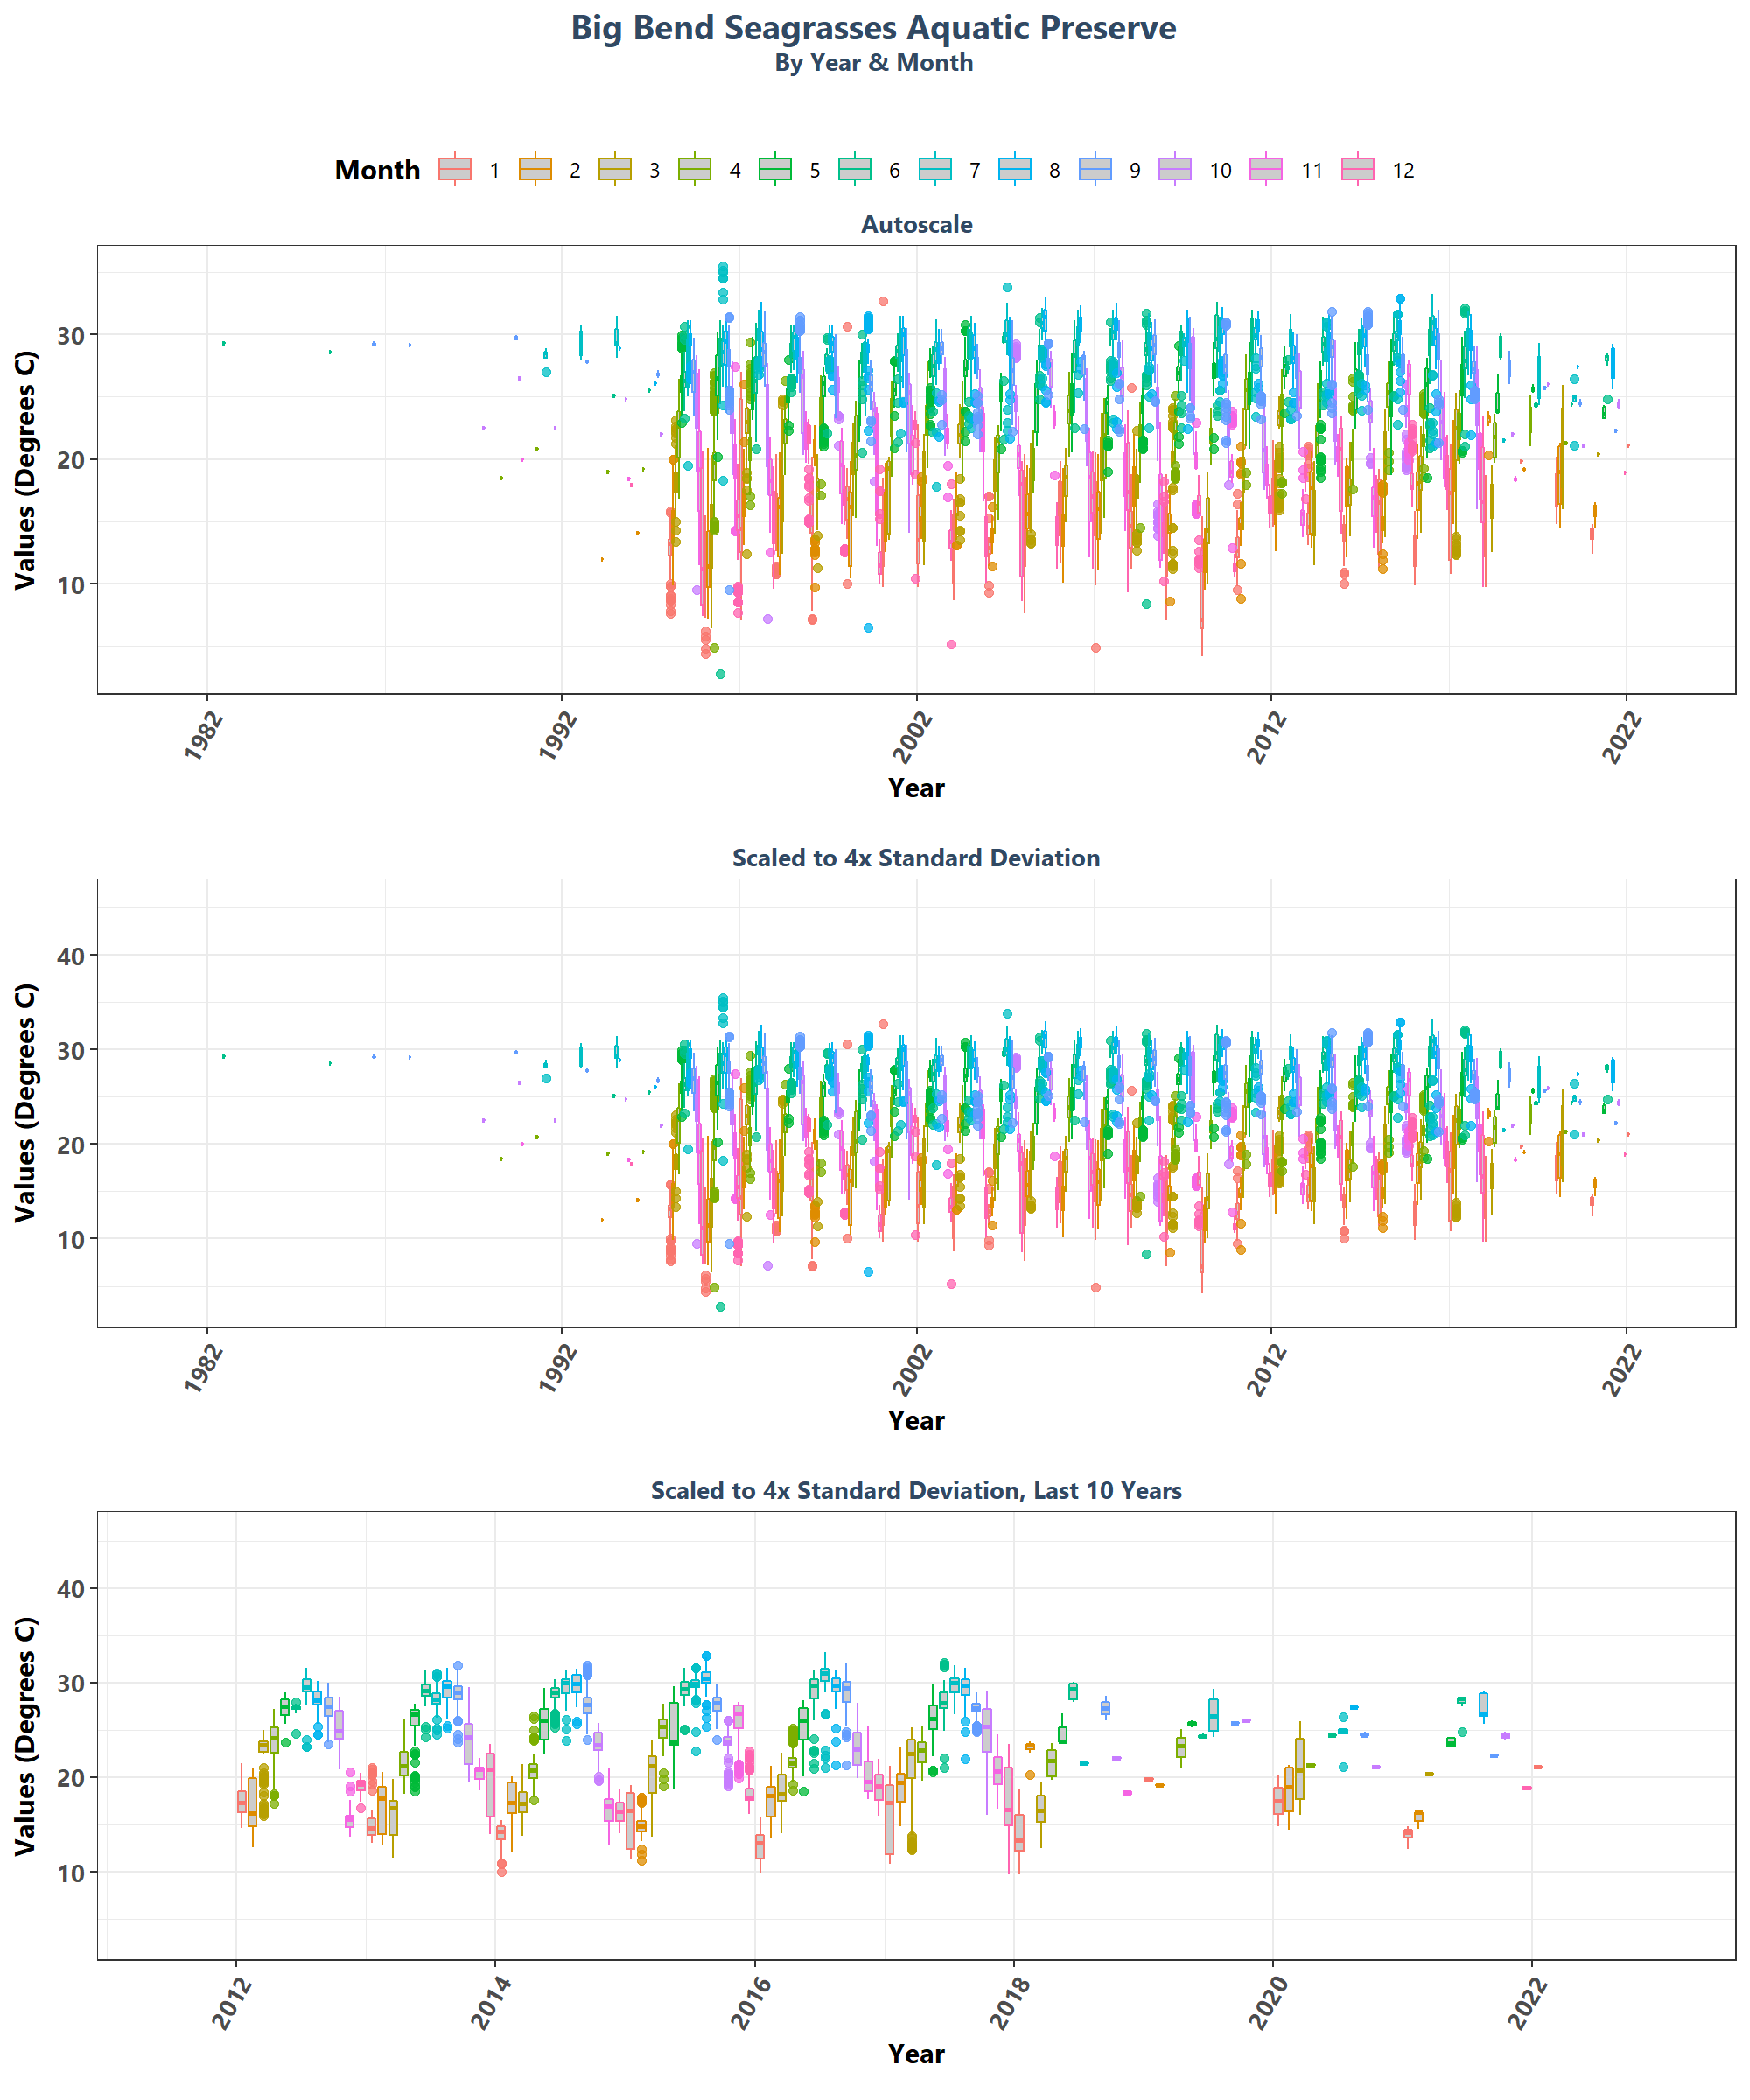 Big Bend Seagrasses Aquatic Preserve
By Year & Month
Month 1 2 3 4 5 6 7 8 9 10 11 12
Autoscale
Values (Degrees C)
30
20
10
1982 1992 2002 2012 2022
Year
Scaled to 4x Standard Deviation
Values (Degrees C)
40
30
20
10
1982 1992 2002 2012 2022
Year
Scaled to 4x Standard Deviation, Last 10 Years
Values (Degrees C)
40
30
20
10
2012 2014 2016 2018 2020 2022
Year